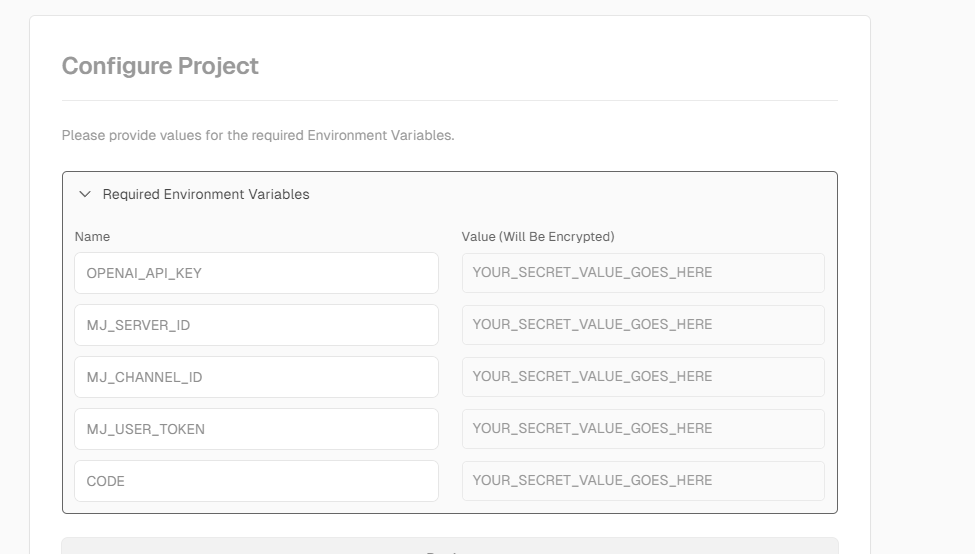 Configure Project
Please provide values for the required Environment Variables.
Required Environment Variables
Name
Value (Will Be Encrypted)
OPENAI_API_KEY
YOUR_SECRET_VALUE_GOES_HERE
MJ_SERVER_ID
YOUR_SECRET_VALUE_GOES_HERE
MJ_CHANNEL_ID
YOUR_SECRET_VALUE_GOES_HERE
MJ_USER_TOKEN
YOUR_SECRET_VALUE_GOES_HERE
CODE
YOUR_SECRET_VALUE_GOES_HERE